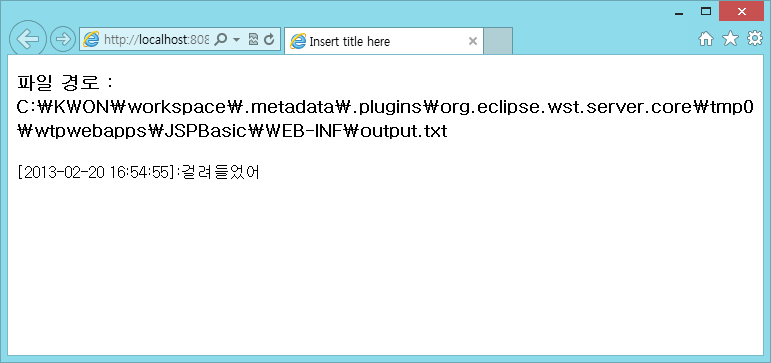 http://localhost:808
Insert title here
파일 경로 :
C:₩KWON₩workspace₩.metadata₩.plugins₩org.eclipse.wst.server.core₩tmp0
₩wtpwebapps₩JSPBasic₩WEB-INF₩output.txt
[2013-02-20 16:54:55]:걸려들었어